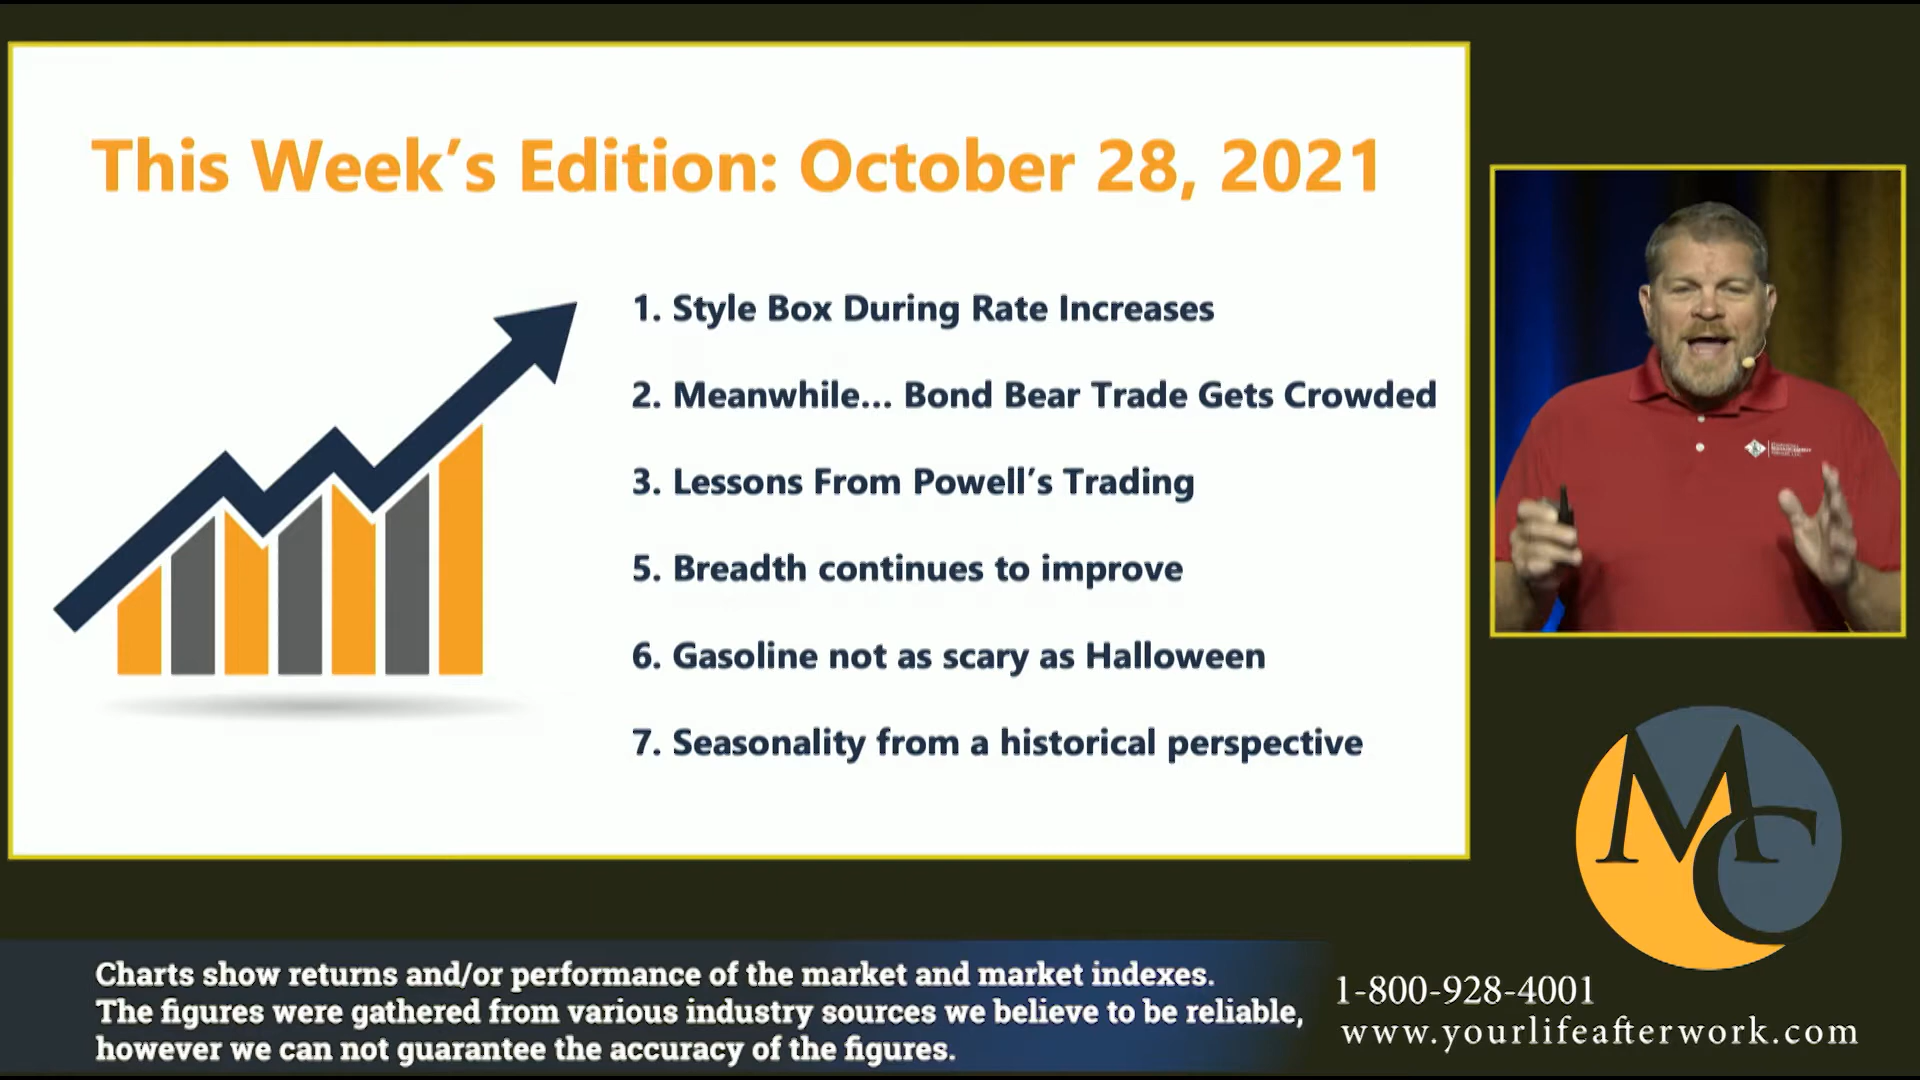 This Week's Edition: October 28, 2021
1. Style Box During Rate Increases
2. Meanwhile... Bond Bear Trade Gets Crowded
3. Lessons From Powell's Trading
5. Breadth continues to improve
6. Gasoline not as scary as Halloween
7. Seasonality from a historical perspective
MC
Charts show returns and/or performance of the market and market indexes.
The figures were gathered from various industry sources we believe to be reliable,
however we can not guarantee the accuracy of the figures.
1-800-928-4001
www.yourlifeafterwork.com